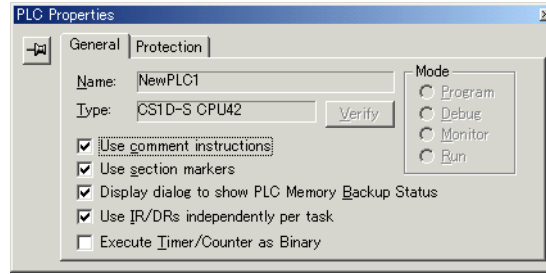 PLC Properties
General Protection
Name: NewPLC1
Type: CS1D-S CPU42 Verify
Mode
Program
Debug
Monitor
Run
Use comment instructions
Use section markers
Display dialog to show PLC Memory Backup Status
Use IR/DRs independently per task
Execute Timer/Counter as Binary